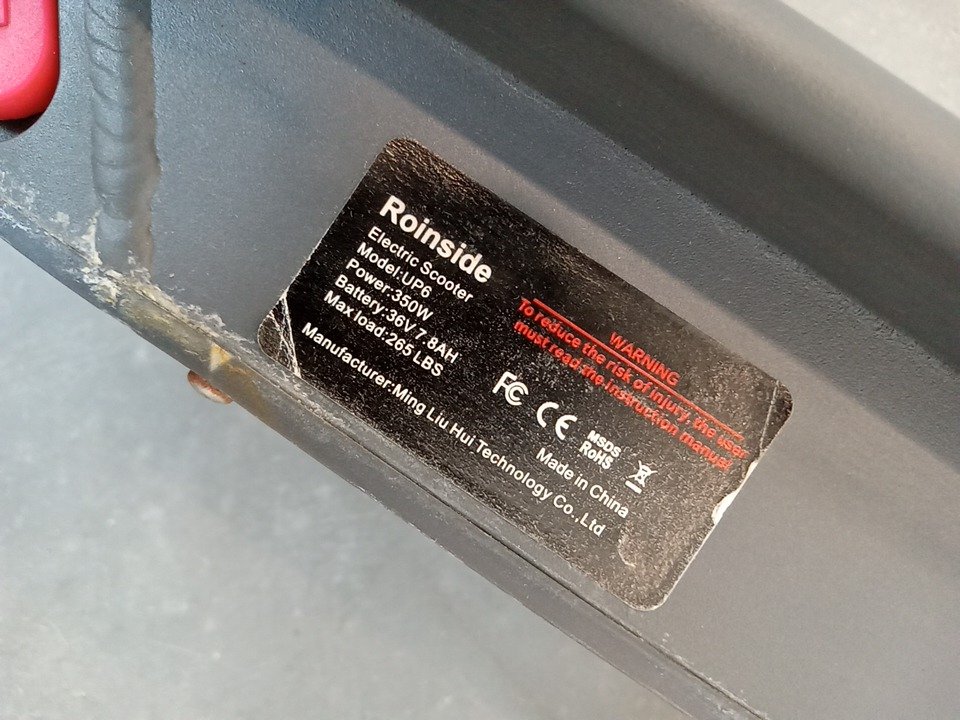 Roinside
Electric Scooter
Model:UP6
Power:350W
Battery:36V 7.8AH
Max load:265 LBS
WARNING
To reduce the risk of injury, the user
must read the instruction manual
FC CE MSDS
RoHS
Made in China
Manufacturer:Ming Liu Hui Technology Co.,Ltd